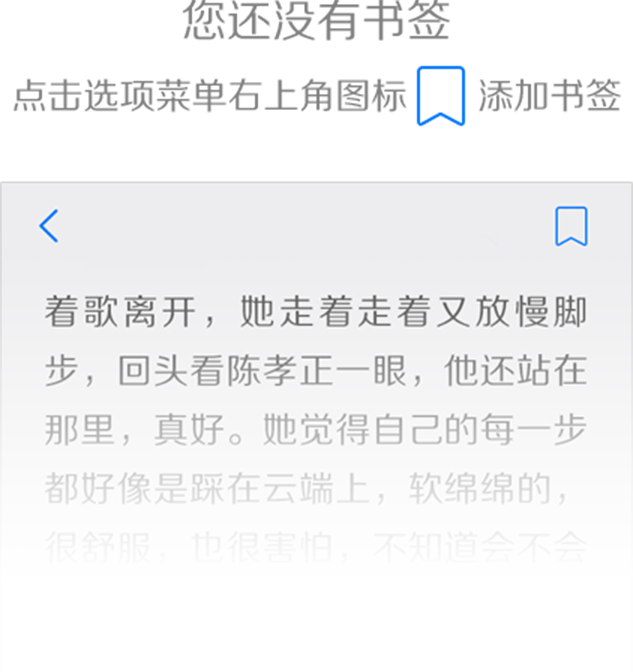 您还没有书签
点击选项菜单右上角图标 添加书签
着歌离开，她走着走着又放慢脚
步，回头看陈孝正一眼，他还站在
那里，真好。她觉得自己的每一步
都好像是踩在云端上，软绵绵的，
很舒服，也很害怕，不知道会不会